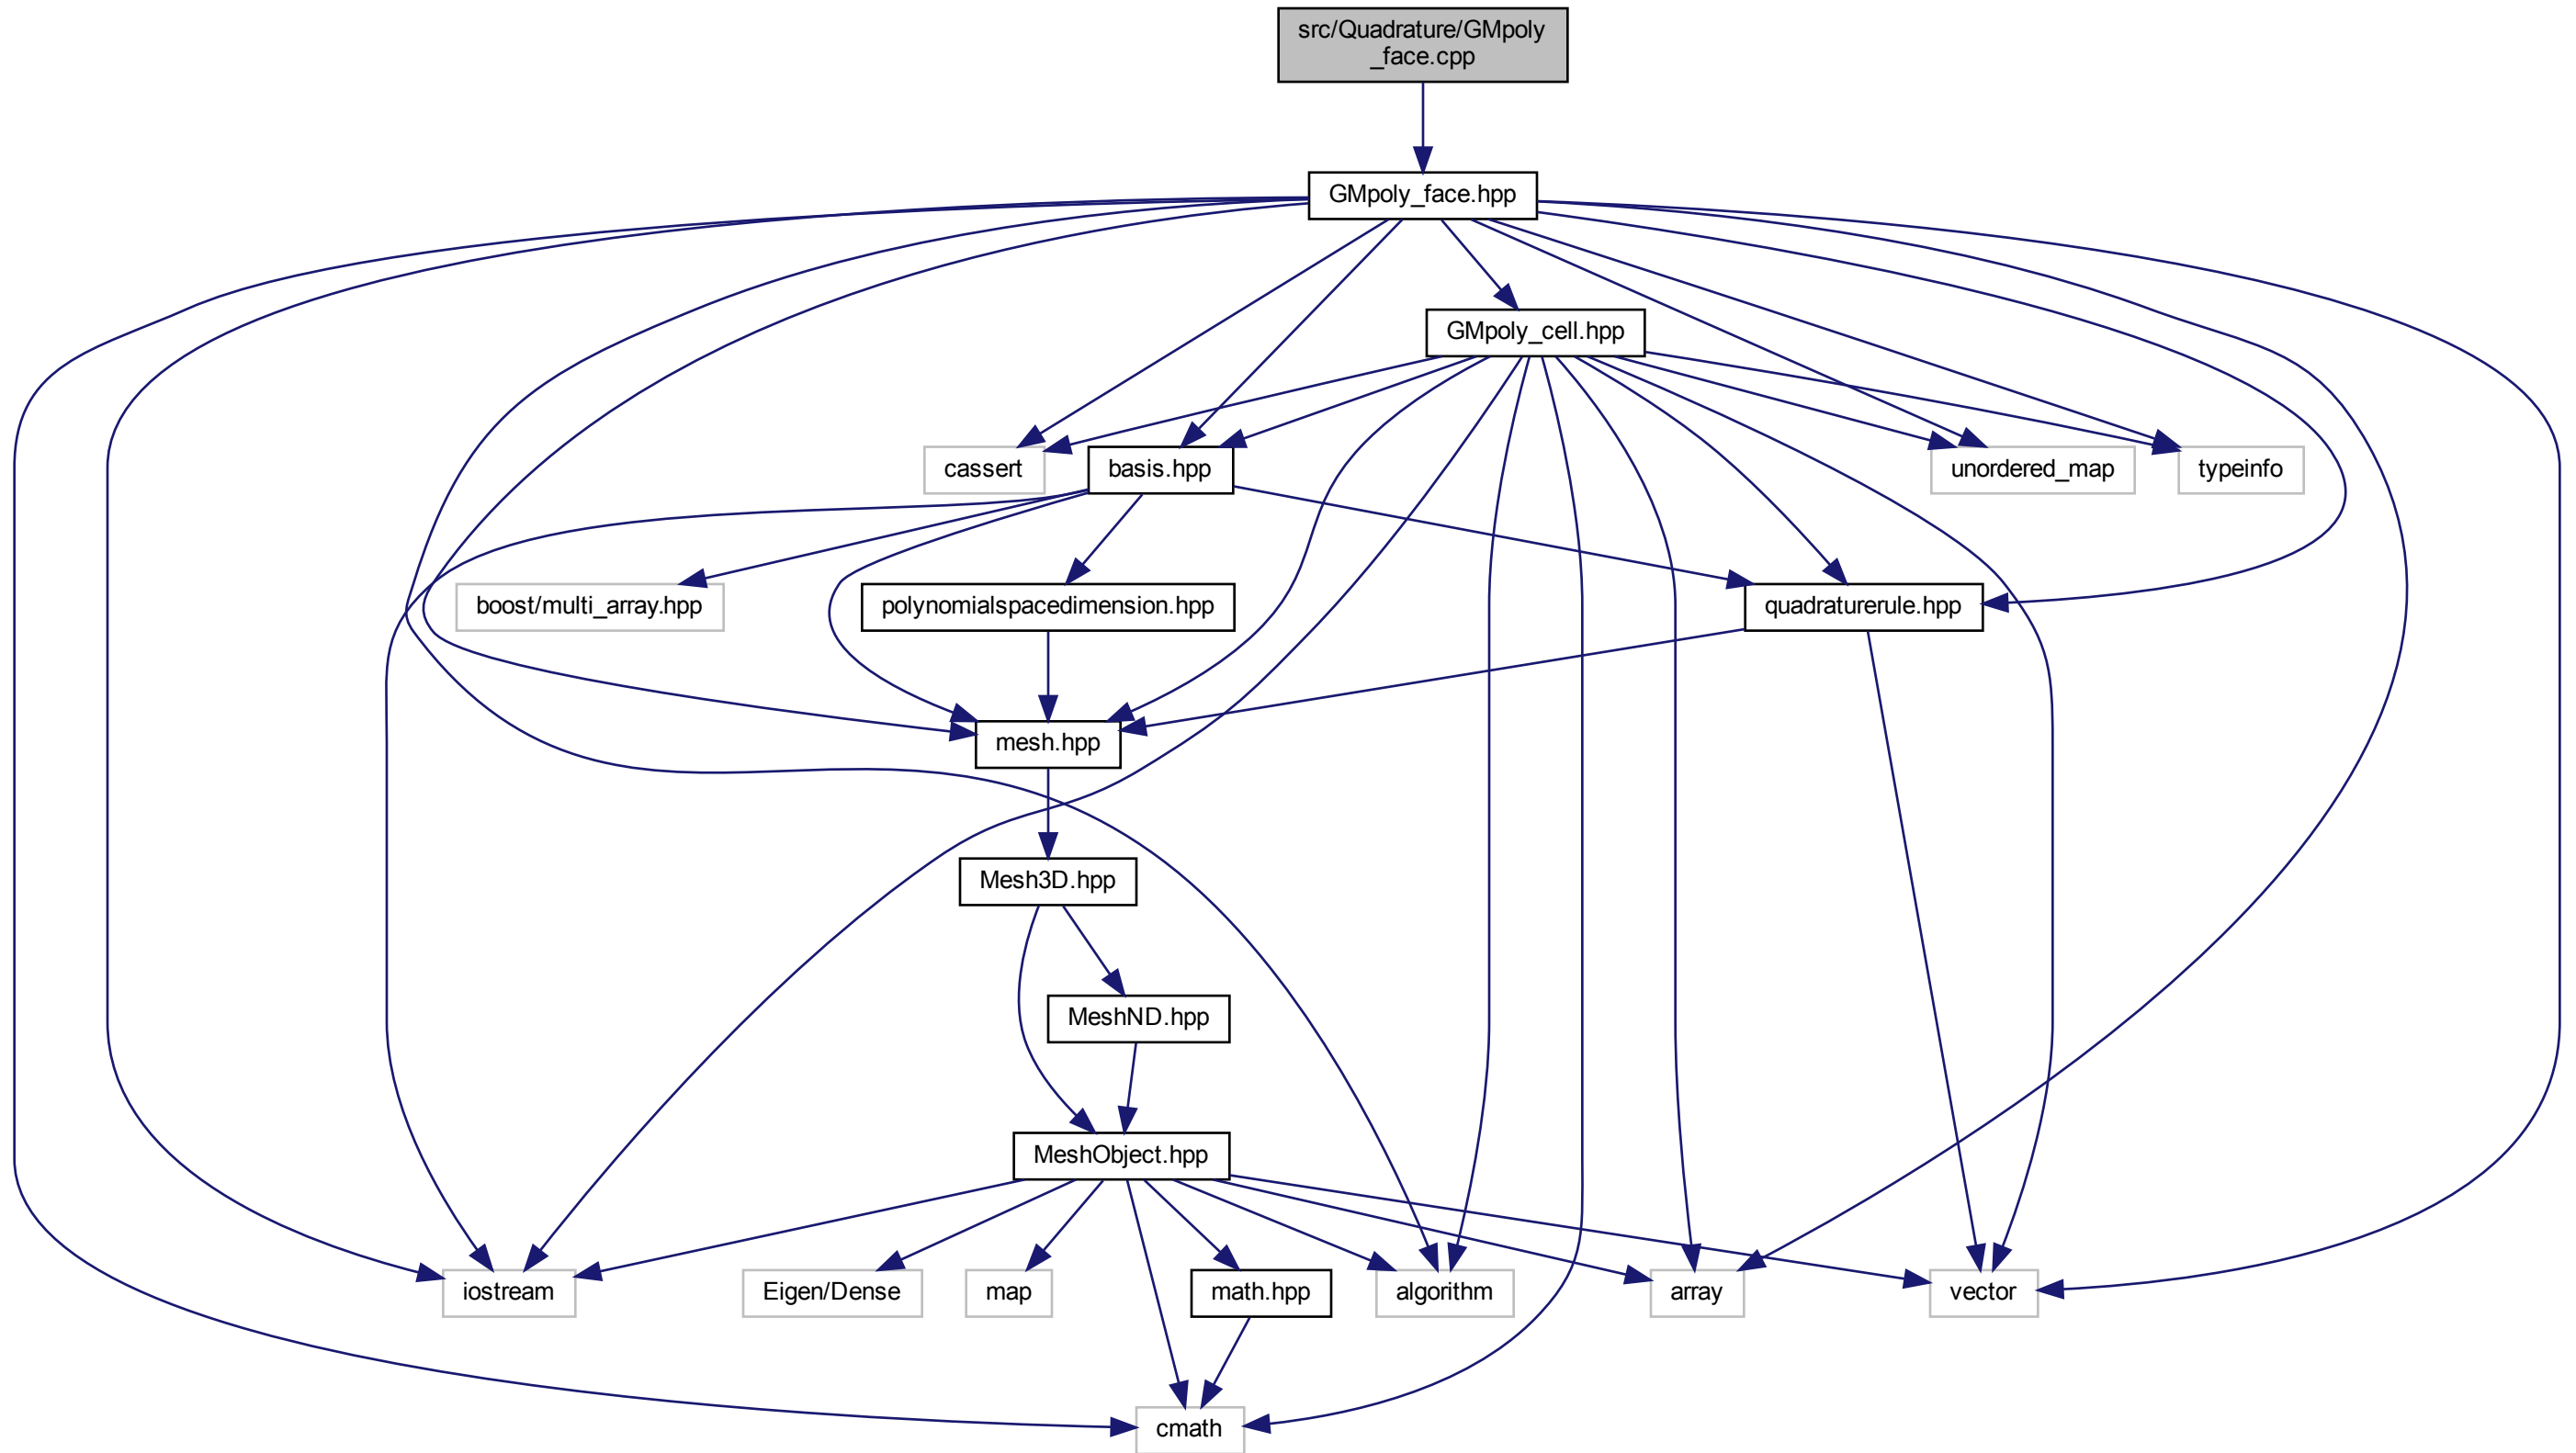 src/Quadrature/GMpoly
_face.cpp
GMpoly_face.hpp
GMpoly_cell.hpp
cassert
basis.hpp
unordered_map
typeinfo
boost/multi_array.hpp
polynomialspacedimension.hpp
quadraturerule.hpp
mesh.hpp
Mesh3D.hpp
MeshND.hpp
MeshObject.hpp
iostream
Eigen/Dense
map
math.hpp
algorithm
array
vector
cmath